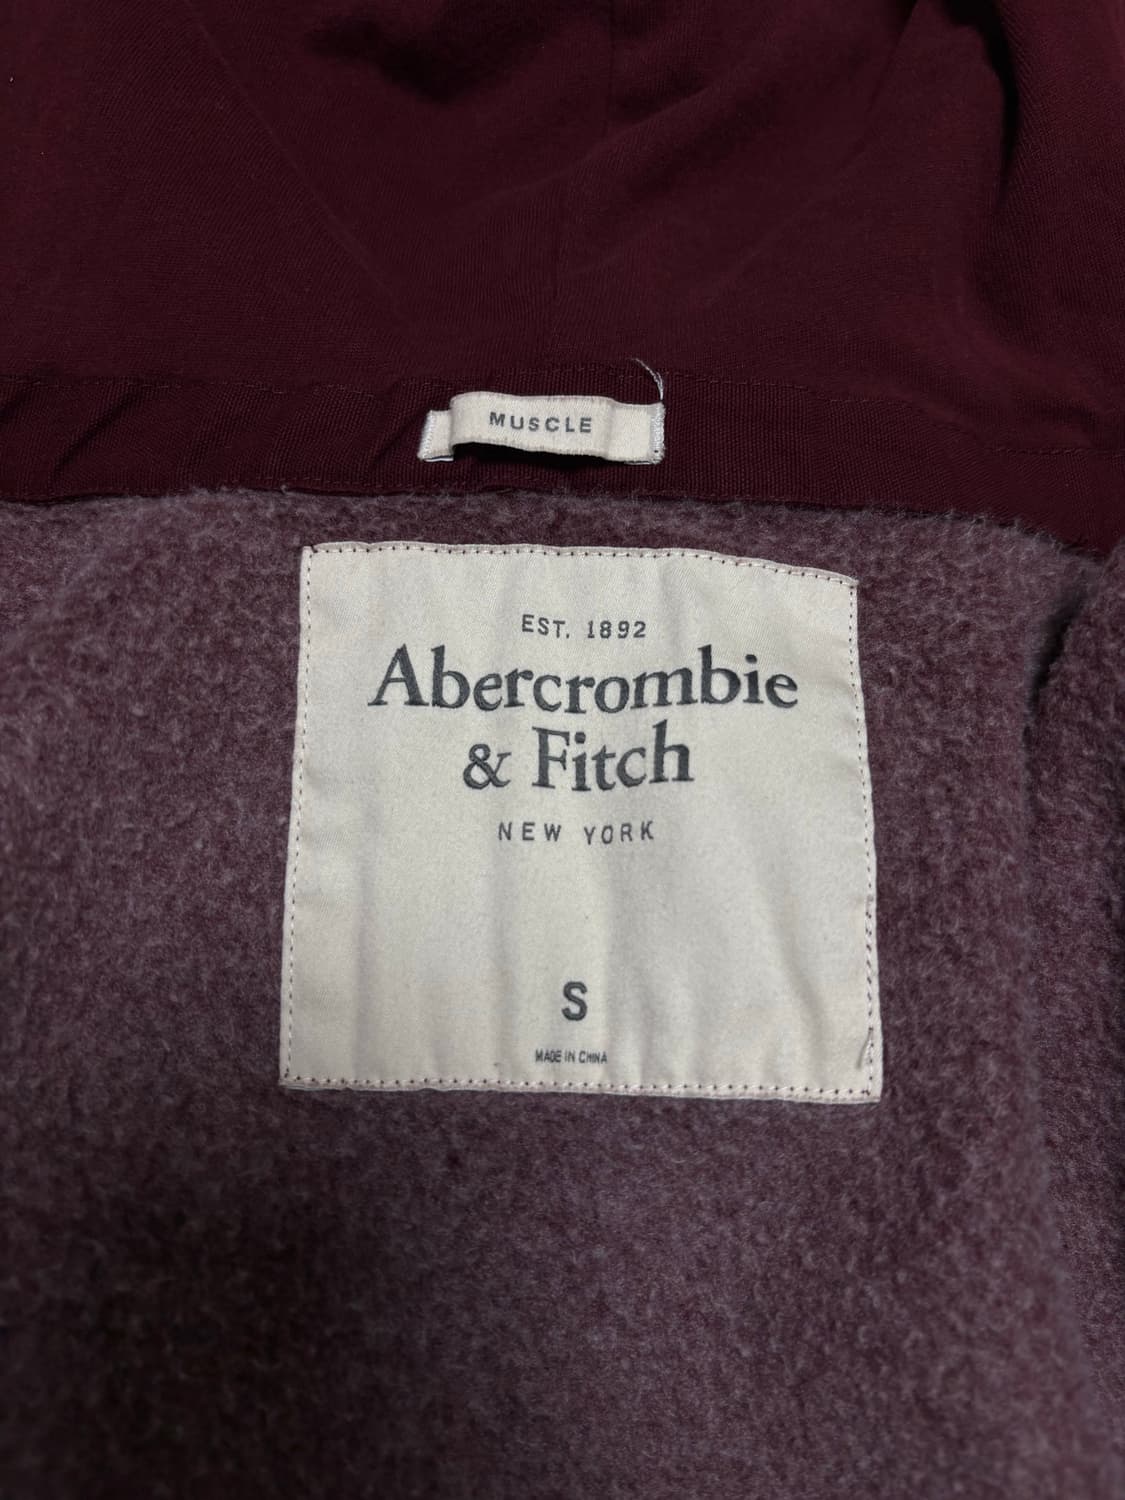 MUSCLE
EST. 1892
Abercrombie
& Fitch
NEW YORK
S
MADE IN CHINA